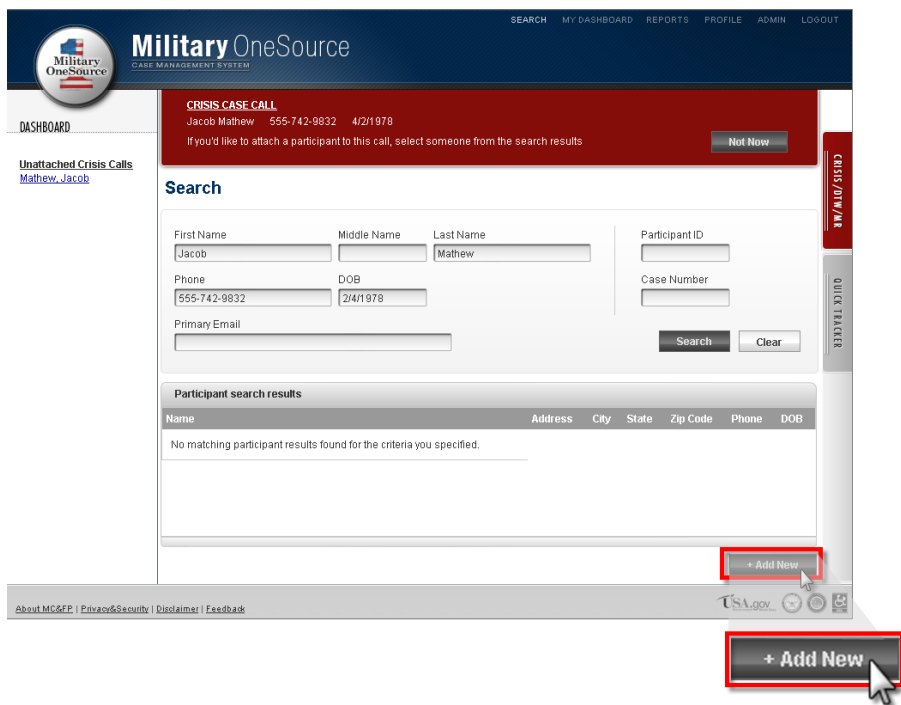 SEARCH MY DASHBOARD REPORTS PROFILE ADMIN LOGOUT
Military OneSource
CASE MANAGEMENT SYSTEM
Military
OneSource
DASHBOARD
Unattached Crisis Calls
Mathew, Jacob
CRISIS CASE CALL
Jacob Mathew 555-742-9832 4/2/1978
If you'd like to attach a participant to this call, select someone from the search results
Not Now
CRISIS/DTW/MR
QUICK TRACKER
Search
First Name Middle Name Last Name Participant ID
Jacob Mathew
Phone DOB Case Number
555-742-9832 2/4/1978
Primary Email
Search Clear
Participant search results
Name Address City State Zip Code Phone DOB
No matching participant results found for the criteria you specified.
+ Add New
About MC&FP | Privacy&Security | Disclaimer | Feedback
USA.gov
+ Add New